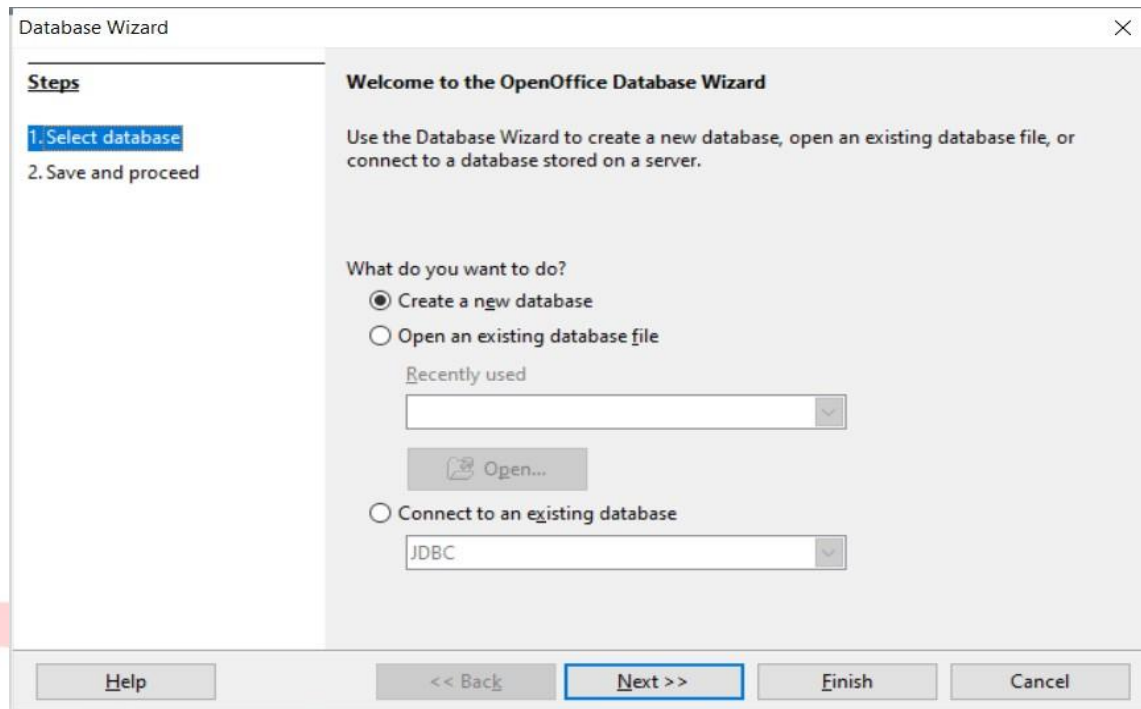 Database Wizard
Steps
1. Select database
2. Save and proceed
Welcome to the OpenOffice Database Wizard
Use the Database Wizard to create a new database, open an existing database file, or
connect to a database stored on a server.
What do you want to do?
Create a new database
Open an existing database file
Recently used
Open...
Connect to an existing database
JDBC
Help
<< Back
Next >>
Finish
Cancel